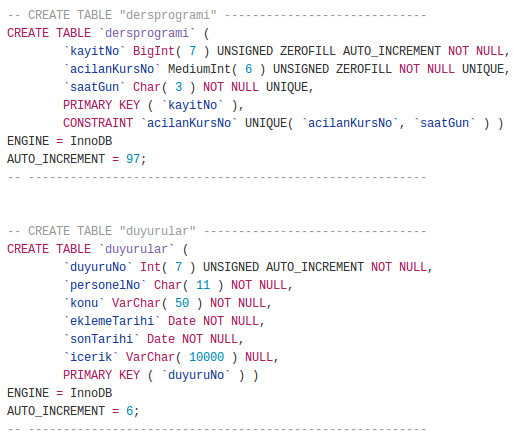 -- CREATE TABLE "dersprogrami" -----------------------------
CREATE TABLE `dersprogrami` (
`kayitNo` BigInt( 7 ) UNSIGNED ZEROFILL AUTO_INCREMENT NOT NULL,
`acilanKursNo` MediumInt( 6 ) UNSIGNED ZEROFILL NOT NULL UNIQUE,
`saatGun` Char( 3 ) NOT NULL UNIQUE,
PRIMARY KEY ( `kayitNo` ),
CONSTRAINT `acilanKursNo` UNIQUE( `acilanKursNo`, `saatGun` ) )
ENGINE = InnoDB
AUTO_INCREMENT = 97;
-- ---------------------------------------------------------
-- CREATE TABLE "duyurular" --------------------------------
CREATE TABLE `duyurular` (
`duyuruNo` Int( 7 ) UNSIGNED AUTO_INCREMENT NOT NULL,
`personelNo` Char( 11 ) NOT NULL,
`konu` VarChar( 50 ) NOT NULL,
`eklemeTarihi` Date NOT NULL,
`sonTarihi` Date NOT NULL,
`icerik` VarChar( 10000 ) NULL,
PRIMARY KEY ( `duyuruNo` ) )
ENGINE = InnoDB
AUTO_INCREMENT = 6;
-- ---------------------------------------------------------